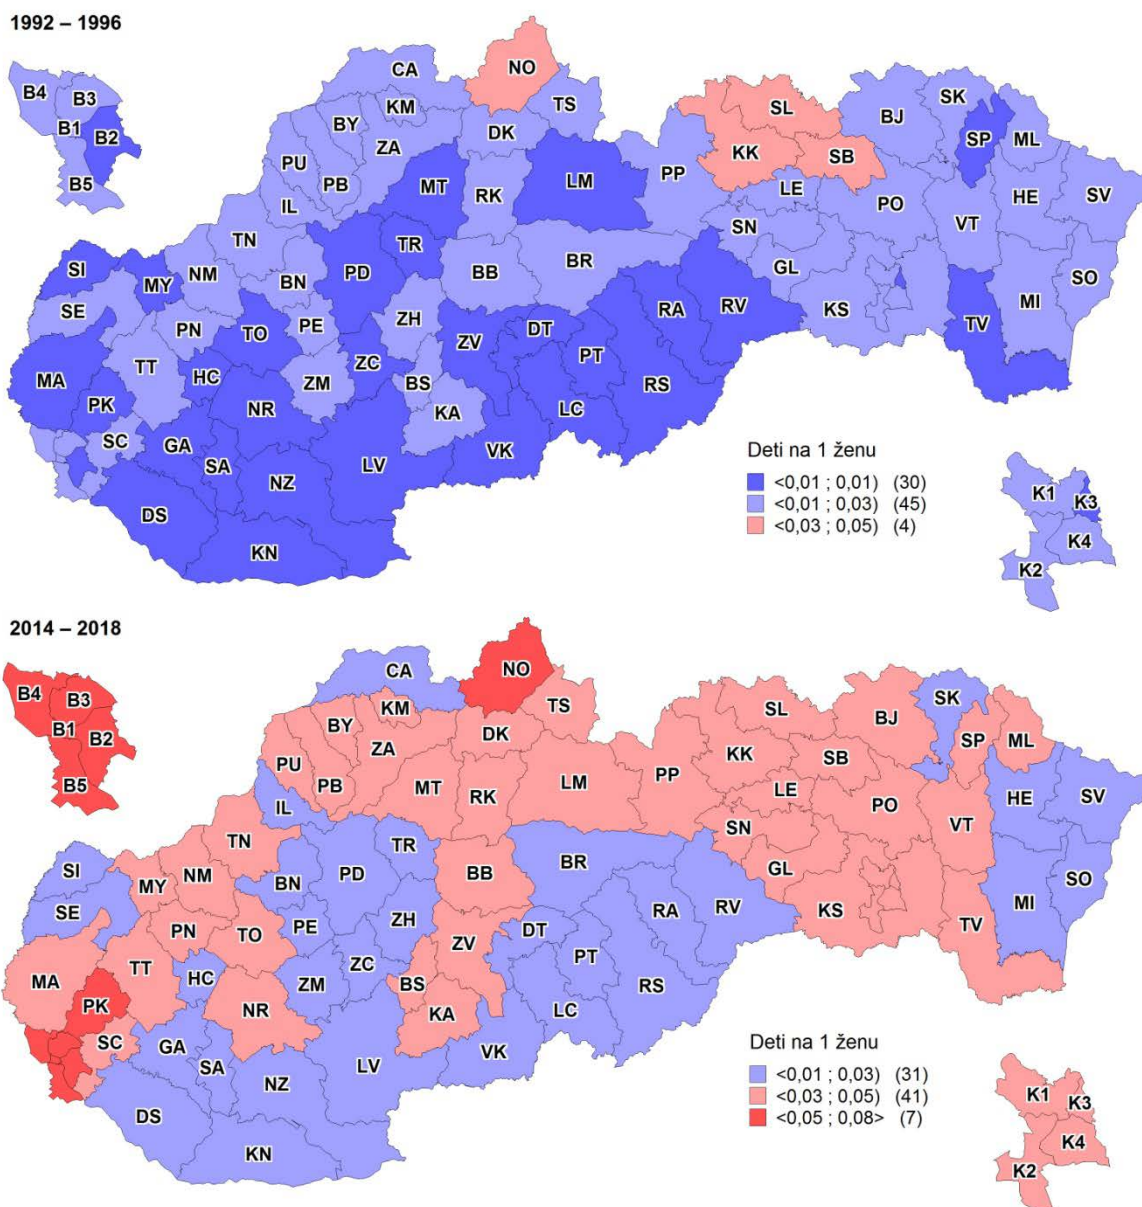 1992 – 1996
B4
B3
B1
B2
B5
CA
NO
TS
KM
BY
ZA
DK
PU
PB
MT
RK
LM
PP
SL
KK
SB
BJ
SK
SP
ML
LE
PO
HE
SV
VT
SN
GL
KS
SO
MI
TV
IL
TN
TR
PD
BB
BR
SI
MY
NM
BN
SE
PN
TO
PE
ZH
ZV
DT
RA
RV
PT
MA
TT
HC
ZM
ZC
BS
RS
PK
NR
KA
LC
SC
GA
SA
NZ
LV
VK
DS
KN
Deti na 1 ženu
<0,01 ; 0,01) (30)
<0,01 ; 0,03) (45)
<0,03 ; 0,05) (4)
K1
K3
K4
K2
2014 – 2018
B4
B3
B1
B2
B5
CA
NO
TS
KM
BY
ZA
DK
PU
PB
MT
RK
LM
PP
SL
KK
SB
BJ
SK
SP
ML
LE
PO
HE
SV
VT
SN
GL
KS
SO
MI
TV
IL
TN
TR
PD
BB
BR
SI
MY
NM
BN
SE
PN
TO
PE
ZH
ZV
DT
RA
RV
PT
MA
TT
HC
ZM
ZC
BS
RS
PK
NR
KA
LC
SC
GA
SA
NZ
LV
VK
DS
KN
Deti na 1 ženu
<0,01 ; 0,03) (31)
<0,03 ; 0,05) (41)
<0,05 ; 0,08> (7)
K1
K3
K4
K2